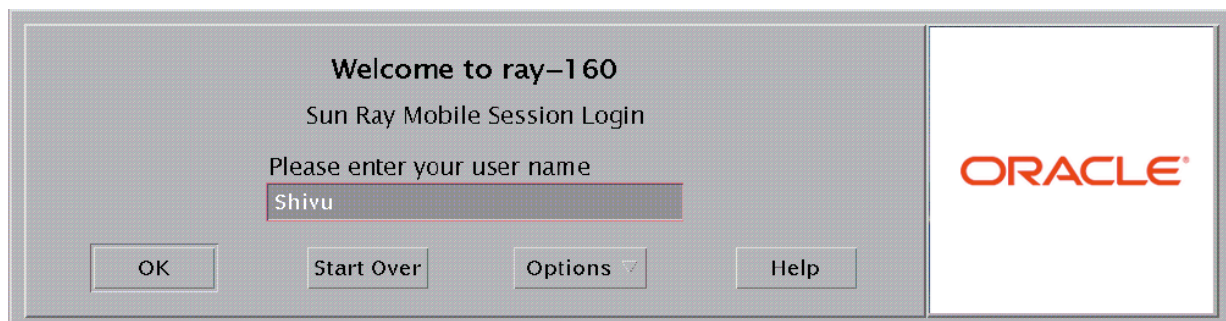 Welcome to ray–160
Sun Ray Mobile Session Login
Please enter your user name
Shivu
OK
Start Over
Options
Help
ORACLE®